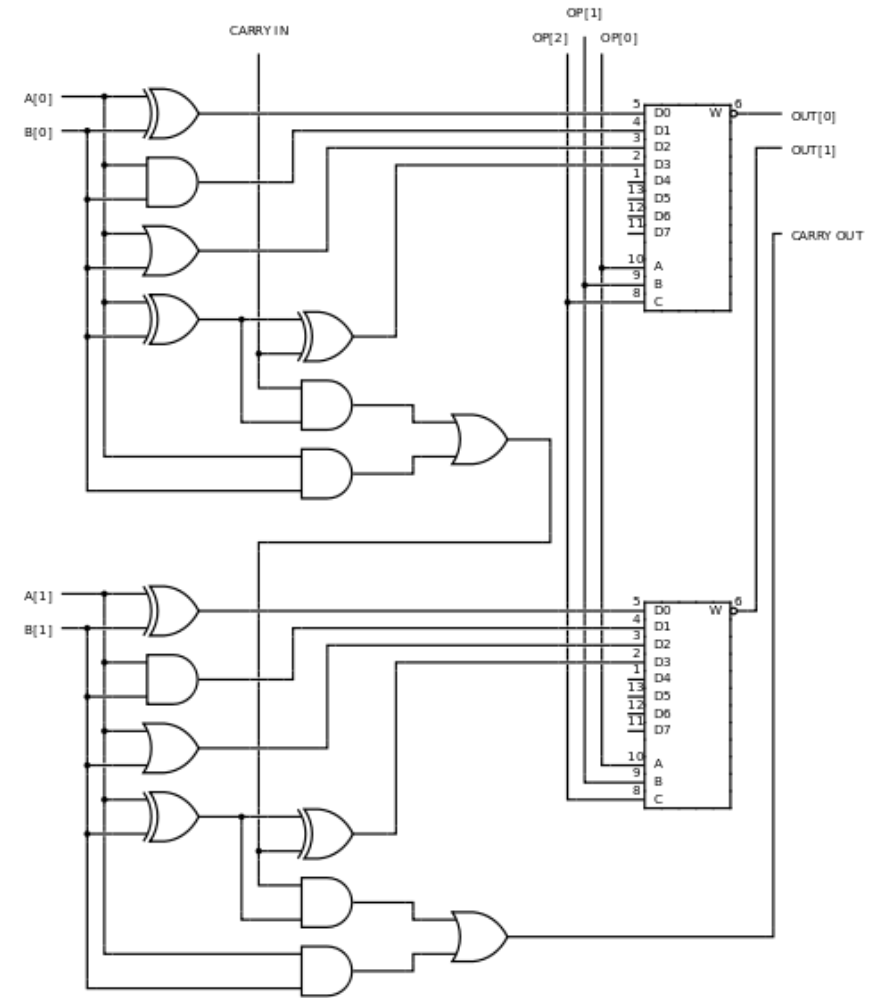 OP[1]
CARRY IN
OP[2]
OP[0]
A[0]
B[0]
5
D0
W
6
OUT[0]
4
D1
3
D2
OUT[1]
2
D3
1
D4
13
D5
12
D6
11
D7
CARRY OUT
10
A
9
B
8
C
A[1]
B[1]
5
D0
W
6
4
D1
3
D2
2
D3
1
D4
13
D5
12
D6
11
D7
10
A
9
B
8
C